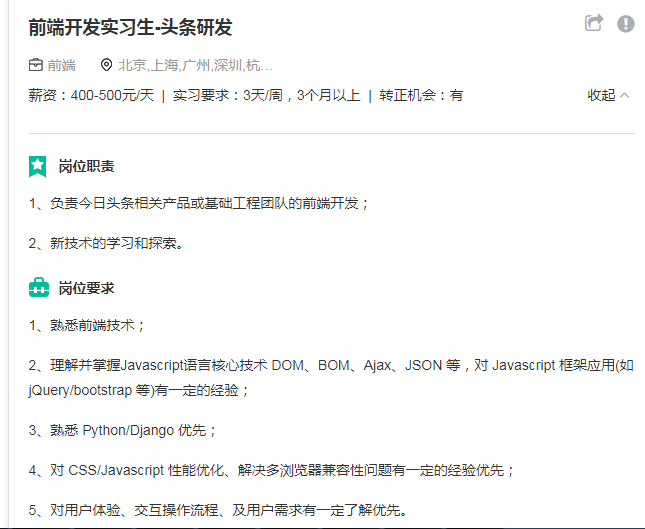 前端开发实习生-头条研发
前端 北京,上海,广州,深圳,杭...
薪资：400-500元/天 | 实习要求：3天/周，3个月以上 | 转正机会：有 收起
岗位职责
1、负责今日头条相关产品或基础工程团队的前端开发；
2、新技术的学习和探索。
岗位要求
1、熟悉前端技术；
2、理解并掌握Javascript语言核心技术 DOM、BOM、Ajax、JSON 等，对 Javascript 框架应用(如
jQuery/bootstrap 等)有一定的经验；
3、熟悉 Python/Django 优先；
4、对 CSS/Javascript 性能优化、解决多浏览器兼容性问题有一定的经验优先；
5、对用户体验、交互操作流程、及用户需求有一定了解优先。